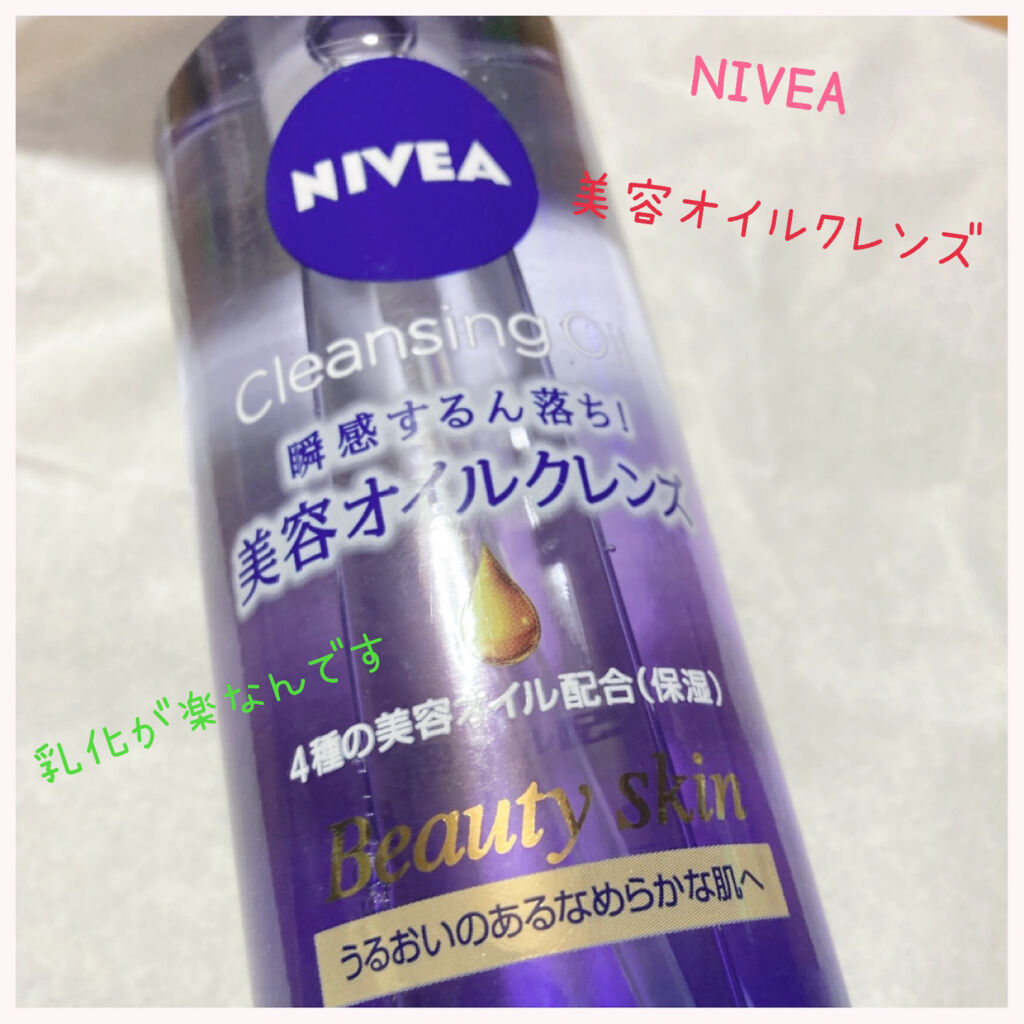 NIVEA
NIVEA
美容オイルクレンズ
Cleansing Oil
瞬感するん落ち!
美容オイルクレンズ
乳化が楽なんです
4種の美容オイル配合(保湿)
Beauty skin
うるおいのあるなめらかな肌へ